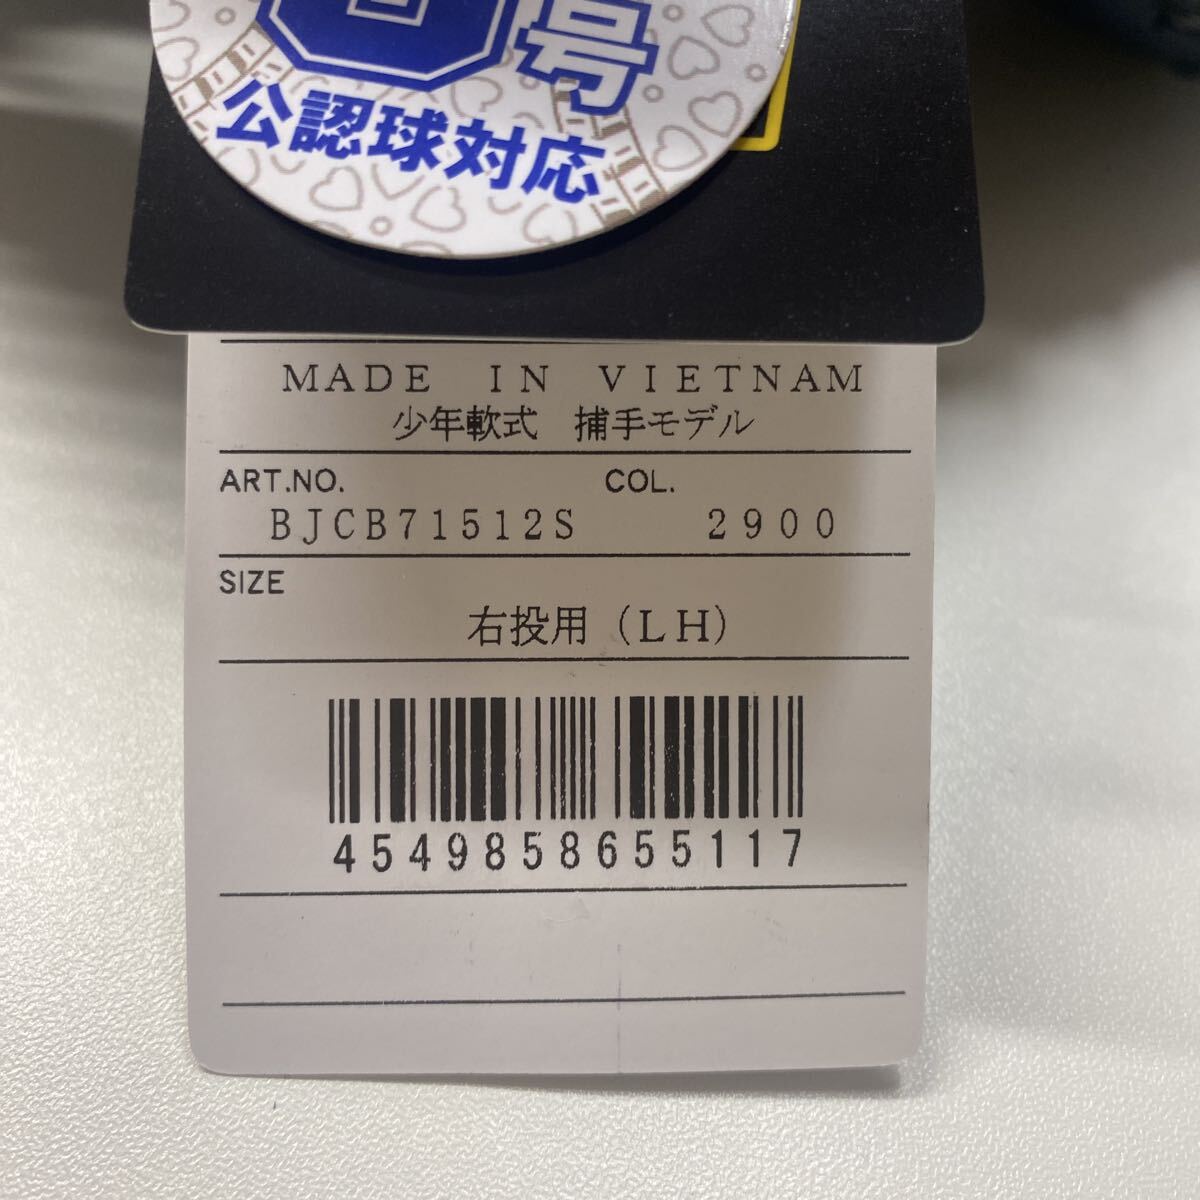 号
公認球対応
MADE IN VIETNAM
少年軟式 捕手モデル
ART.NO. COL.
BJCB71512S 2900
SIZE
右投用(LH)
4549858655117